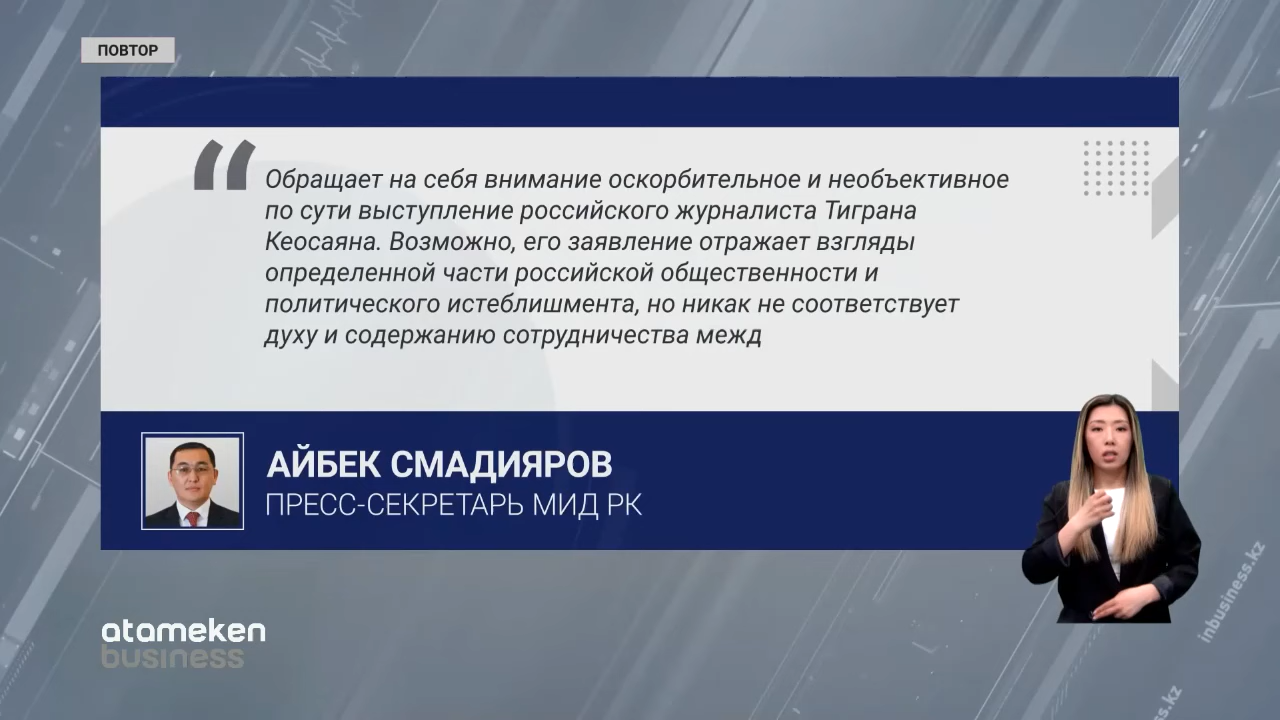 ПОВТОР
Обращает на себя внимание оскорбительное и необъективное
по сути выступление российского журналиста Тиграна
Кеосаяна. Возможно, его заявление отражает взгляды
определенной части российской общественности и
политического истеблишмента, но никак не соответствует
духу и содержанию сотрудничества межд
АЙБЕК СМАДИЯРОВ
ПРЕСС-СЕКРЕТАРЬ МИД РК
atameken
business
inbusiness.kz
s.kz